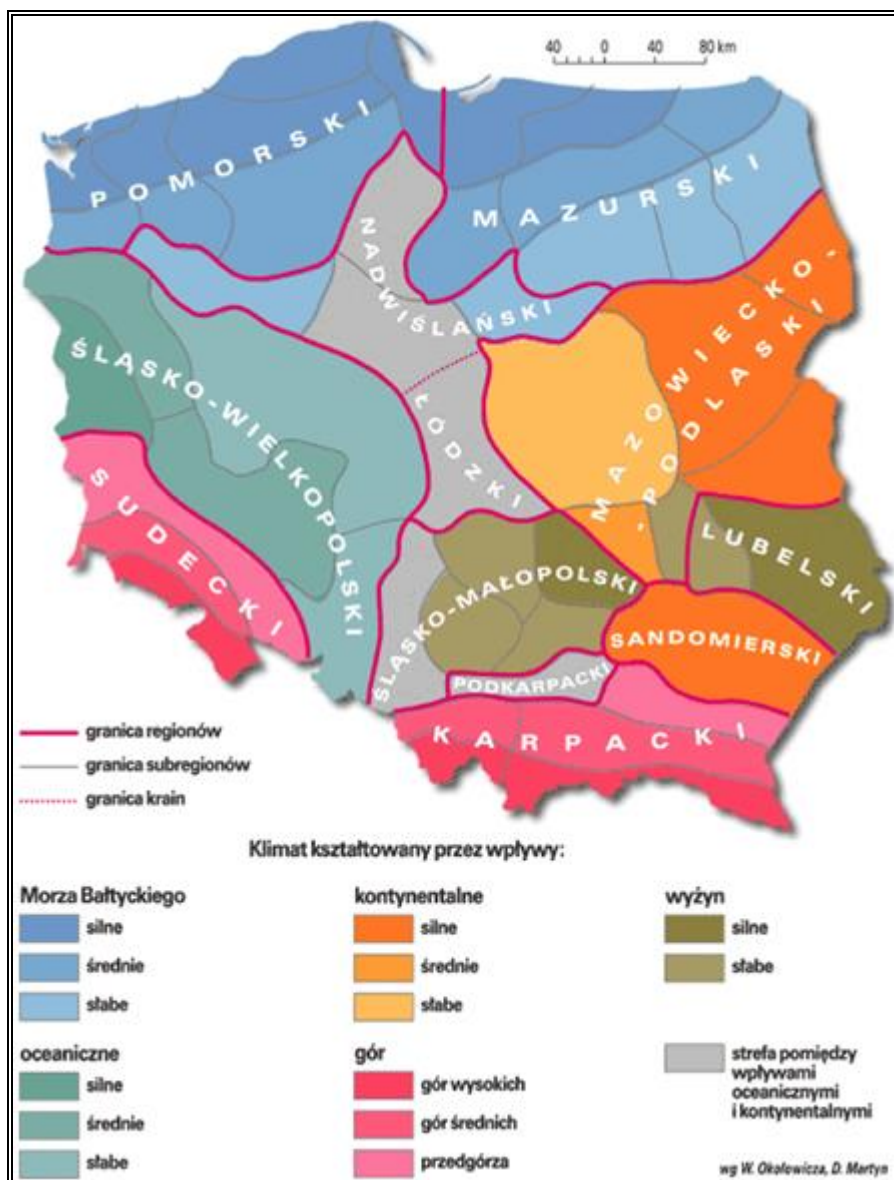 40 0 40 80 km
POMORSKI
MAZURSKI
NADWIŚLAŃSKI
MAZOWIECKO-
-PODLASKI
ŚLĄSKO-WIELKOPOLSKI
ŁÓDZKI
SUDECKI
LUBELSKI
ŚLĄSKO-MAŁOPOLSKI
SANDOMIERSKI
PODKARPACKI
KARPACKI
granica regionów
granica subregionów
granica krain
Klimat kształtowany przez wpływy:
Morza Bałtyckiego
silne
średnie
słabe
kontynentalne
silne
średnie
słabe
wyżyn
silne
słabe
oceaniczne
silne
średnie
słabe
gór
gór wysokich
gór średnich
przedgórza
strefa pomiędzy
wpływami
oceanicznymi
i kontynentalnymi
wg W. Okołowicza, D. Martyn